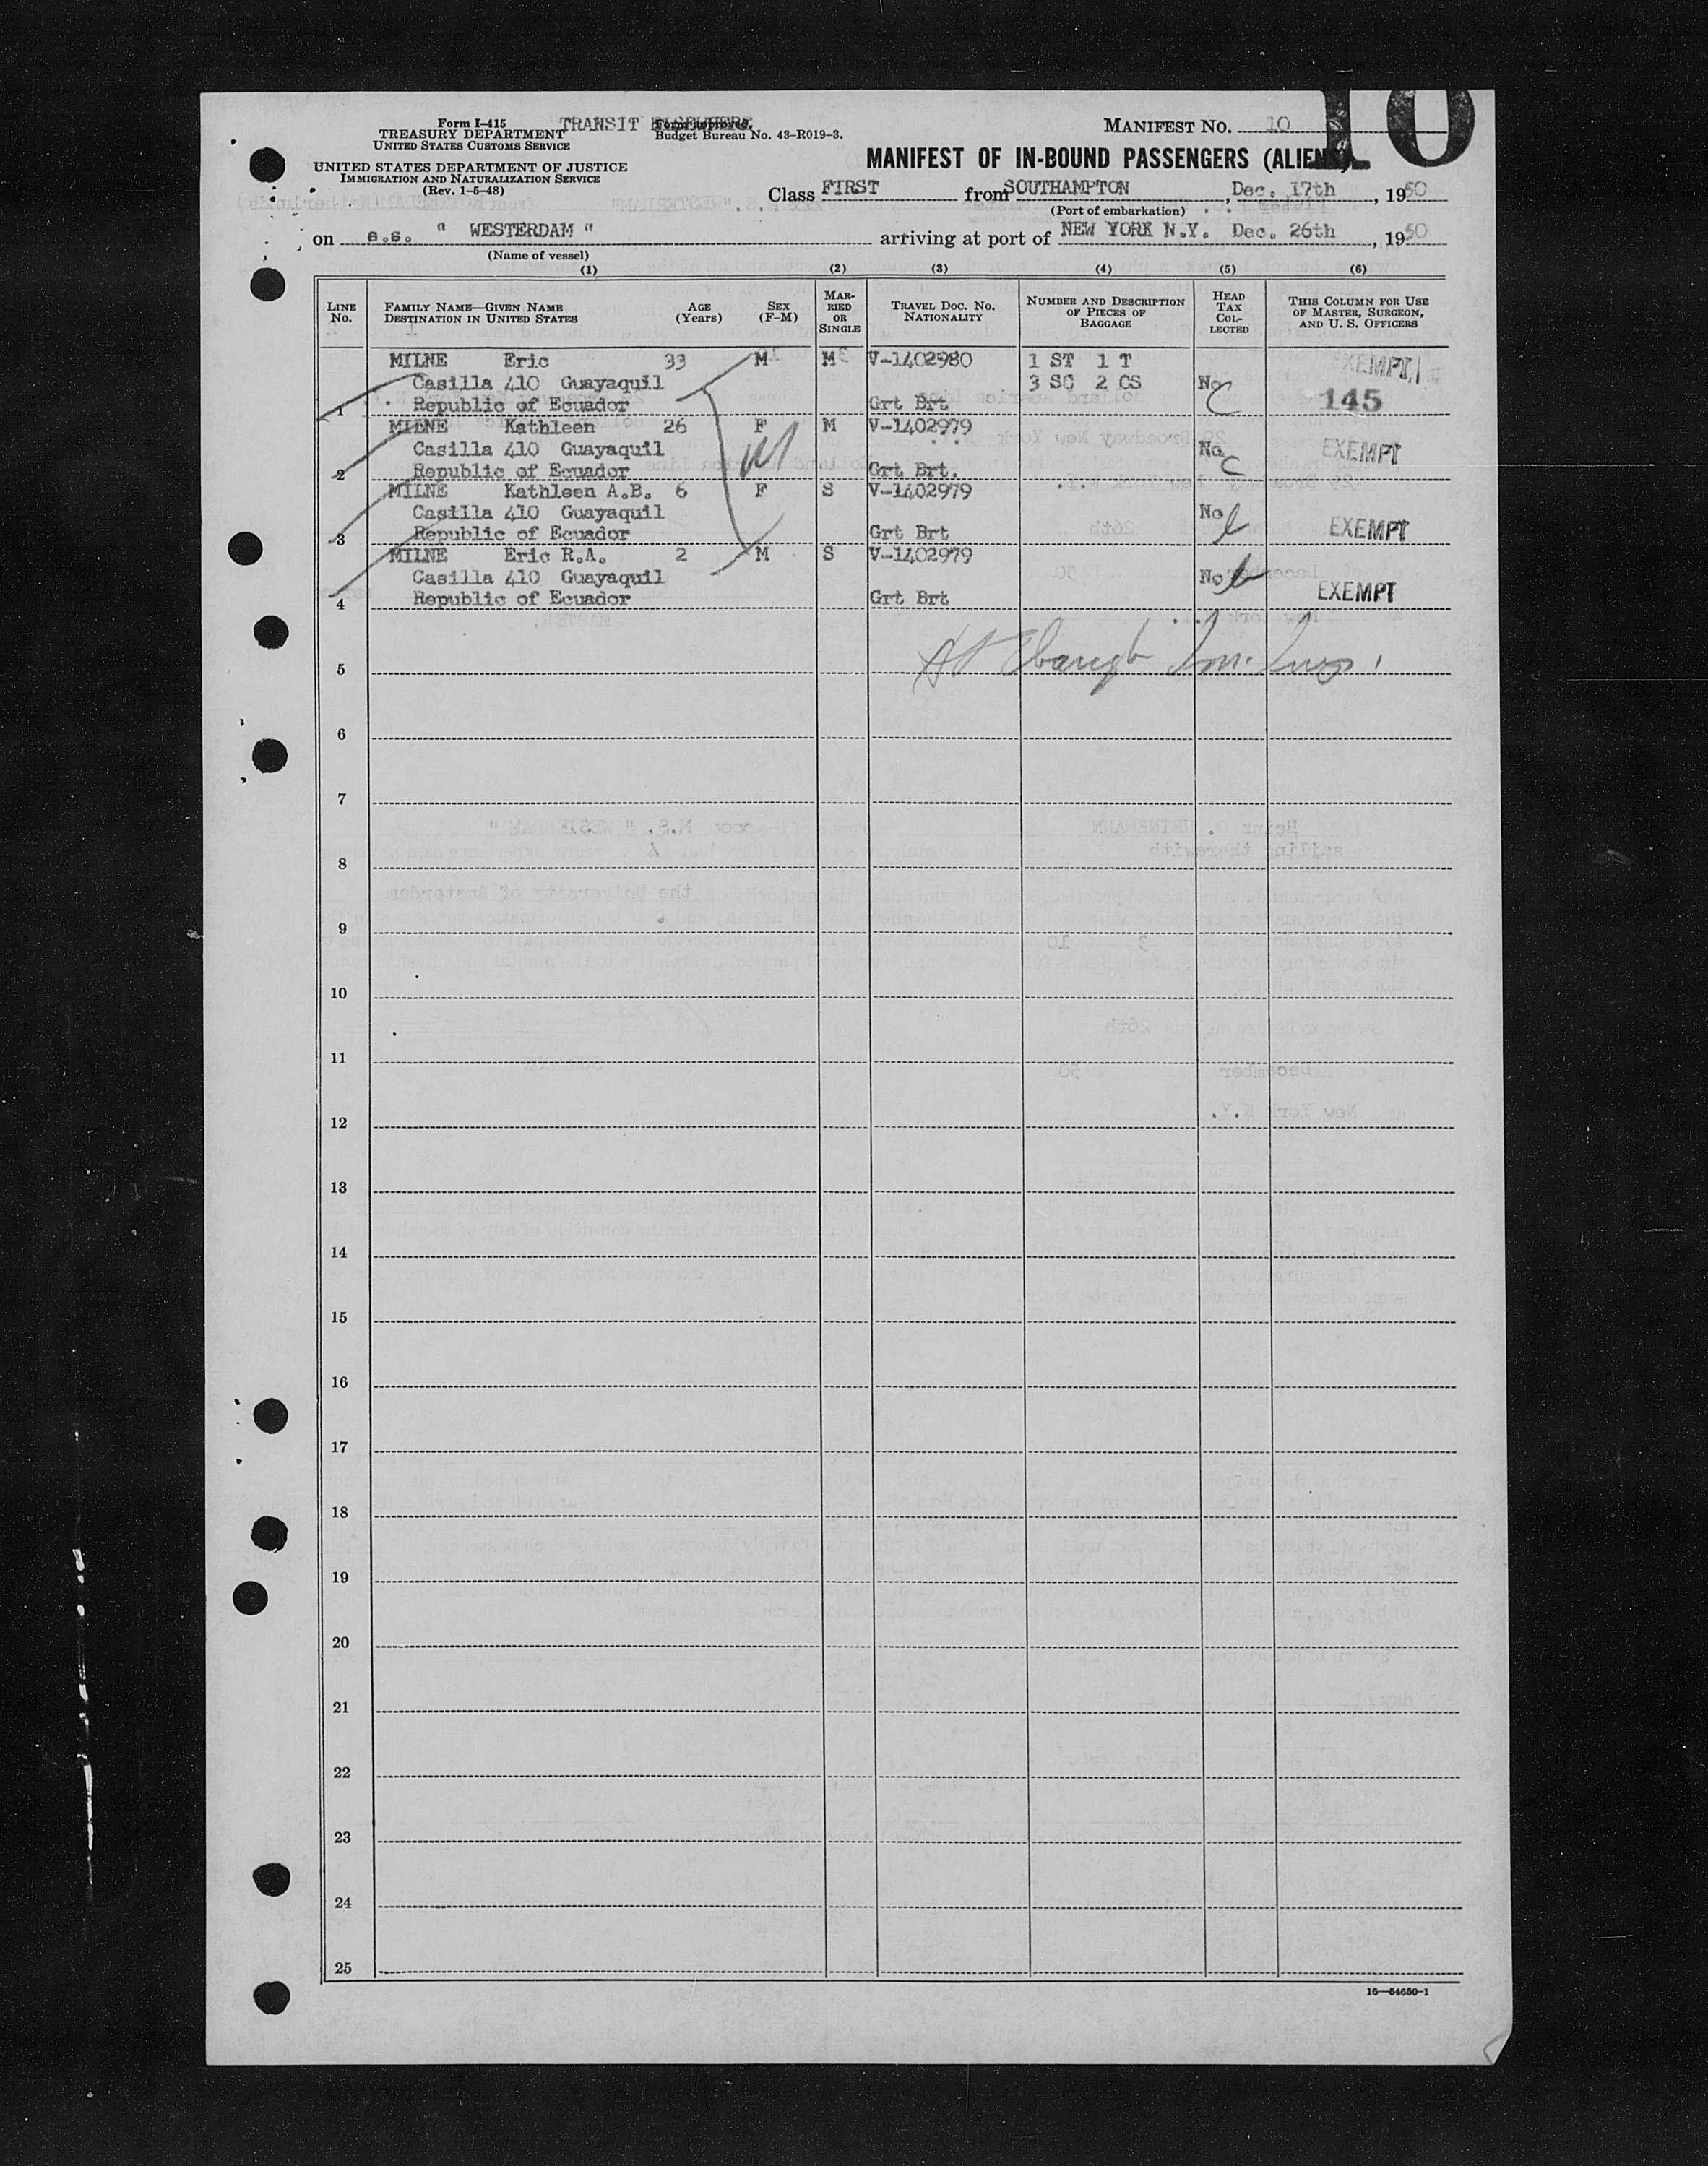 10
Form I-415
TREASURY DEPARTMENT
UNITED STATES CUSTOMS SERVICE
TRANSIT
Form approved.
Budget Bureau No. 43-R019-3.
MANIFEST NO. 10
UNITED STATES DEPARTMENT OF JUSTICE
IMMIGRATION AND NATURALIZATION SERVICE
(Rev. 1-5-48)
MANIFEST OF IN-BOUND PASSENGERS (ALIENS)
Class FIRST from SOUTHAMPTON, Dec. 17th, 1950
(Port of embarkation)
on s.s. " WESTERDAM " arriving at port of NEW YORK N.Y. Dec. 26th, 1950
(Name of vessel)
(1) (2) (3) (4) (5) (6)
LINE No. FAMILY NAME—GIVEN NAME DESTINATION IN UNITED STATES AGE (Years) SEX (F-M) MARRIED OR SINGLE TRAVEL DOC. NO. NATIONALITY NUMBER AND DESCRIPTION OF PIECES OF BAGGAGE HEAD TAX COLLECTED THIS COLUMN FOR USE OF MASTER, SURGEON, AND U. S. OFFICERS
MILNE Eric 33 M M V-1402980 1 ST 1 T EXEMPT
Casilla 410 Guayaquil 3 SC 2 CS No
1 Republic of Ecuador Grt Brt 145
MILNE Kathleen 26 F M V-1402979
Casilla 410 Guayaquil No EXEMPT
2 Republic of Ecuador Grt Brt.
MILNE Kathleen A.B. 6 F S V-1402979
Casilla 410 Guayaquil No
3 Republic of Ecuador Grt Brt EXEMPT
MILNE Eric R.A. 2 M S V-1402979
Casilla 410 Guayaquil No
4 Republic of Ecuador Grt Brt EXEMPT
5
6
7
8
9
10
11
12
13
14
15
16
17
18
19
20
21
22
23
24
25
16—54650-1